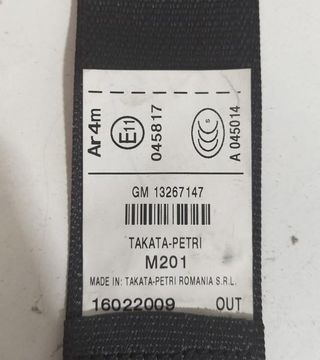 Ar4m
E11
045817
S
A 045014
GM 13267147
TAKATA-PETRI
M201
MADE IN: TAKATA-PETRI ROMANIA S.R.L.
16022009 OUT